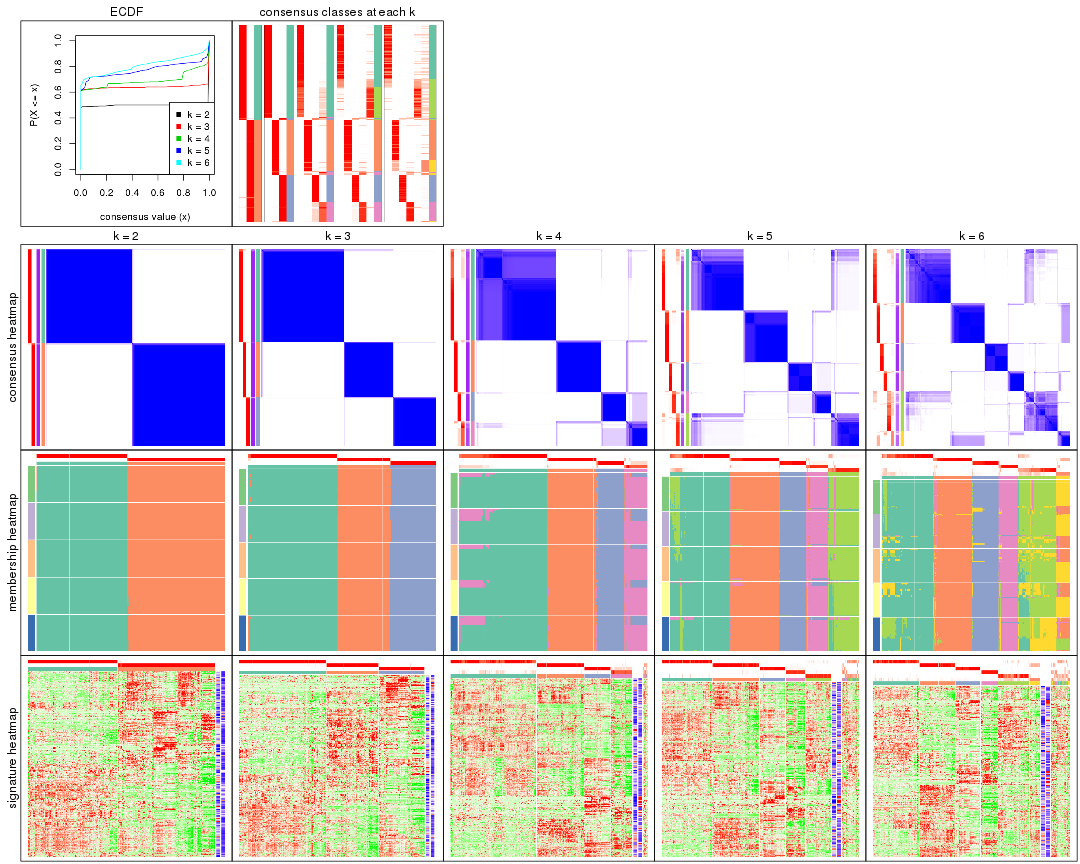 ECDF
consensus classes at each k
P(X <= x)
1.0
0.8
0.6
0.4
0.2
0.0
k = 2
k = 3
k = 4
k = 5
k = 6
0.0 0.2 0.4 0.6 0.8 1.0
consensus value (x)
k = 2
k = 3
k = 4
k = 5
k = 6
consensus heatmap
membership heatmap
signature heatmap